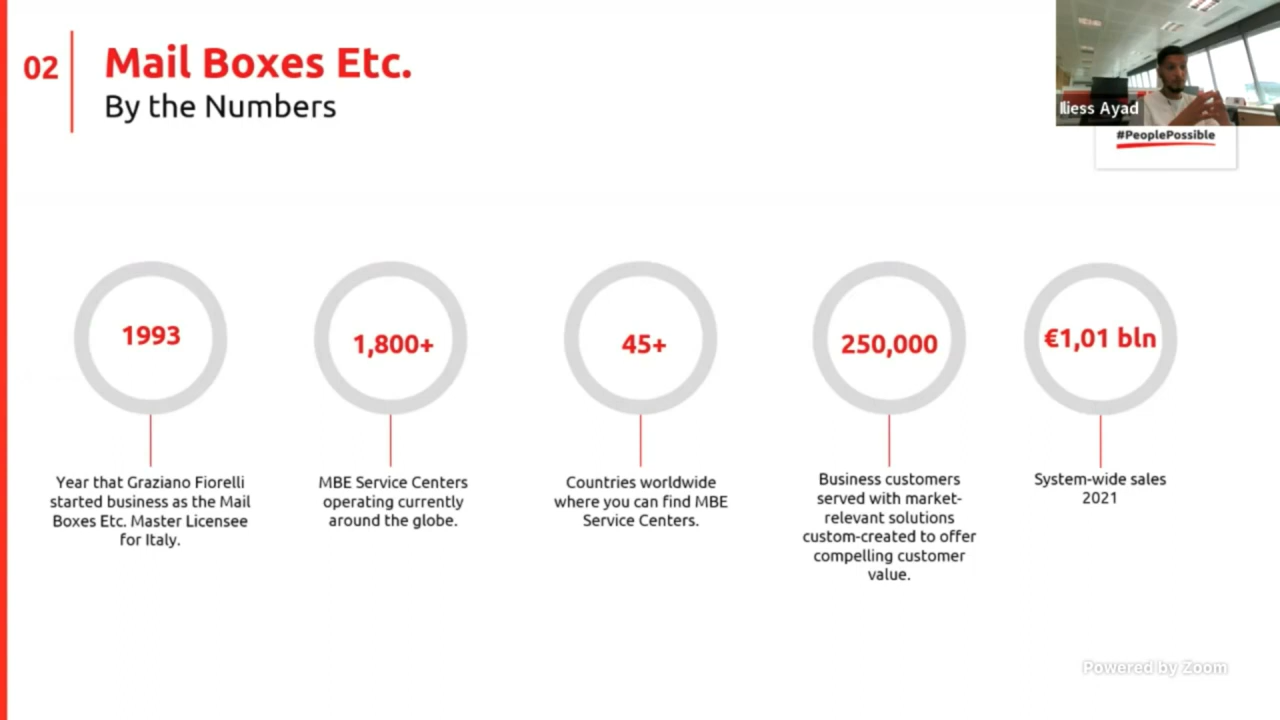 02
Mail Boxes Etc.
By the Numbers
Iliess Ayad
#PeoplePossible
1993
Year that Graziano Fiorelli
started business as the Mail
Boxes Etc. Master Licensee
for Italy.
1,800+
MBE Service Centers
operating currently
around the globe.
45+
Countries worldwide
where you can find MBE
Service Centers.
250,000
Business customers
served with market-
relevant solutions
custom-created to offer
compelling customer
value.
€1,01 bln
System-wide sales
2021
Powered by Zoom